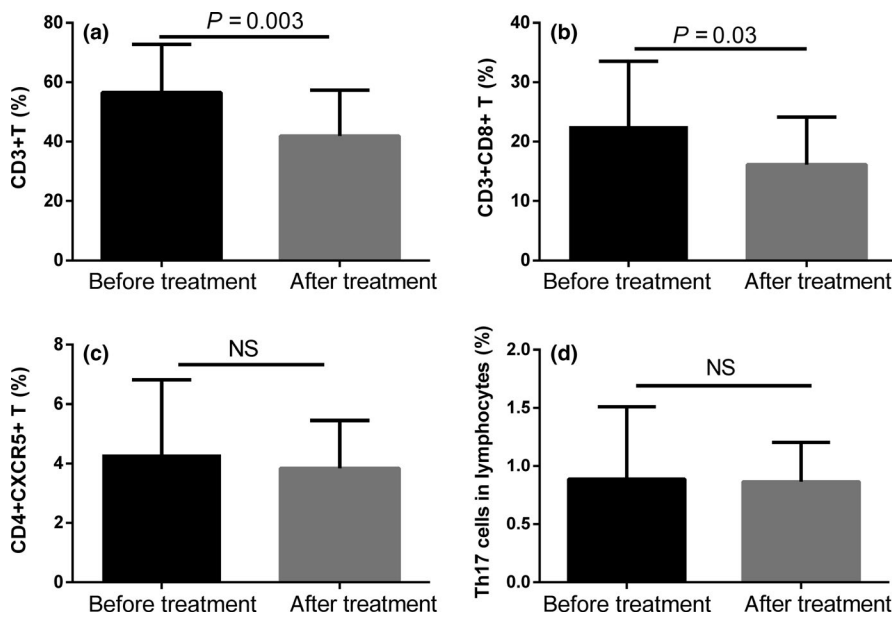 (a)
P = 0.003
CD3+T (%)
80
60
40
20
0
Before treatment
After treatment
(b)
P = 0.03
CD3+CD8+ T (%)
40
30
20
10
0
Before treatment
After treatment
(c)
NS
CD4+CXCR5+ T (%)
8
6
4
2
0
Before treatment
After treatment
(d)
NS
Th17 cells in lymphocytes (%)
2.0
1.5
1.0
0.5
0.0
Before treatment
After treatment